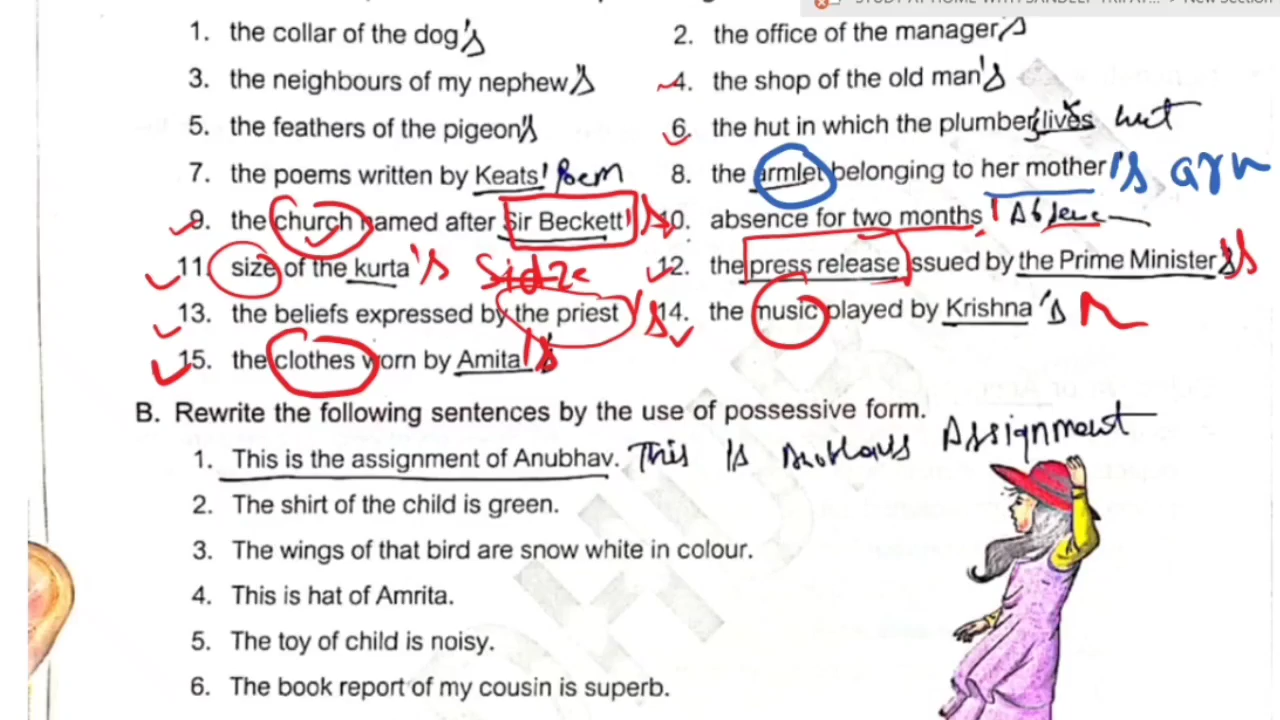 STUDY AT HOME WITH SANDEEP TRIPAT... > New Section
1. the collar of the dog's 2. the office of the manager's
3. the neighbours of my nephew's 4. the shop of the old man's
5. the feathers of the pigeon's 6. the hut in which the plumber lives hut
7. the poems written by Keats' Poem 8. the armlet belonging to her mother's arm
9. the church named after Sir Beckett's 10. absence for two months'
11. size of the kurta's 12. the press release issued by the Prime Minister's
13. the beliefs expressed by the priest's 14. the music played by Krishna's
15. the clothes worn by Amita's
B. Rewrite the following sentences by the use of possessive form.
1. This is the assignment of Anubhav. This is Assignment
2. The shirt of the child is green.
3. The wings of that bird are snow white in colour.
4. This is hat of Amrita.
5. The toy of child is noisy.
6. The book report of my cousin is superb.